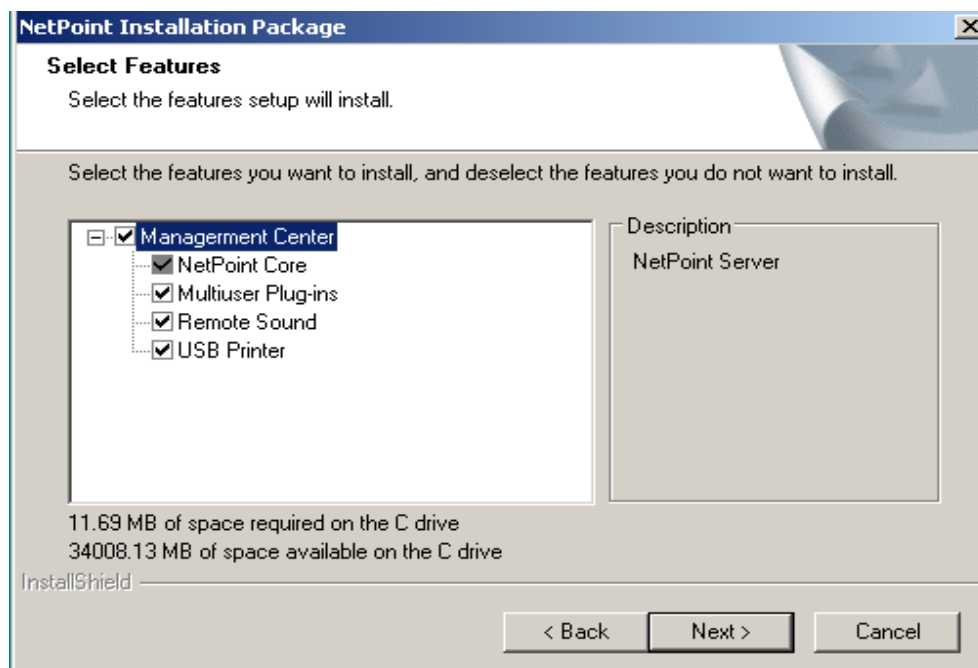 NetPoint Installation Package
Select Features
Select the features setup will install.
Select the features you want to install, and deselect the features you do not want to install.
Managerment Center
NetPoint Core
Multiuser Plug-ins
Remote Sound
USB Printer
Description
NetPoint Server
11.69 MB of space required on the C drive
34008.13 MB of space available on the C drive
InstallShield
< Back
Next >
Cancel